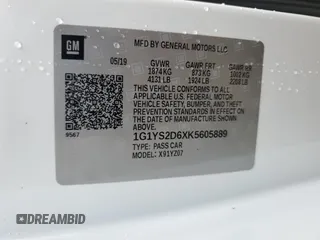 GM
MFD BY GENERAL MOTORS LLC
05/19 GVWR GAWR FRT GAWR RR
1874 KG 873 KG 1002 KG
4131 LB 1924 LB 2208 LB
THIS VEHICLE CONFORMS TO ALL APPLICABLE
U.S. FEDERAL MOTOR VEHICLE
SAFETY, BUMPER, AND THEFT
PREVENTION STANDARDS IN EFFECT
ON THE DATE OF MANUFACTURE
SHOWN ABOVE.
9567
1G1YS2D6XK5605889
TYPE: PASS CAR
MODEL: X91YZ07
© DREAMBID